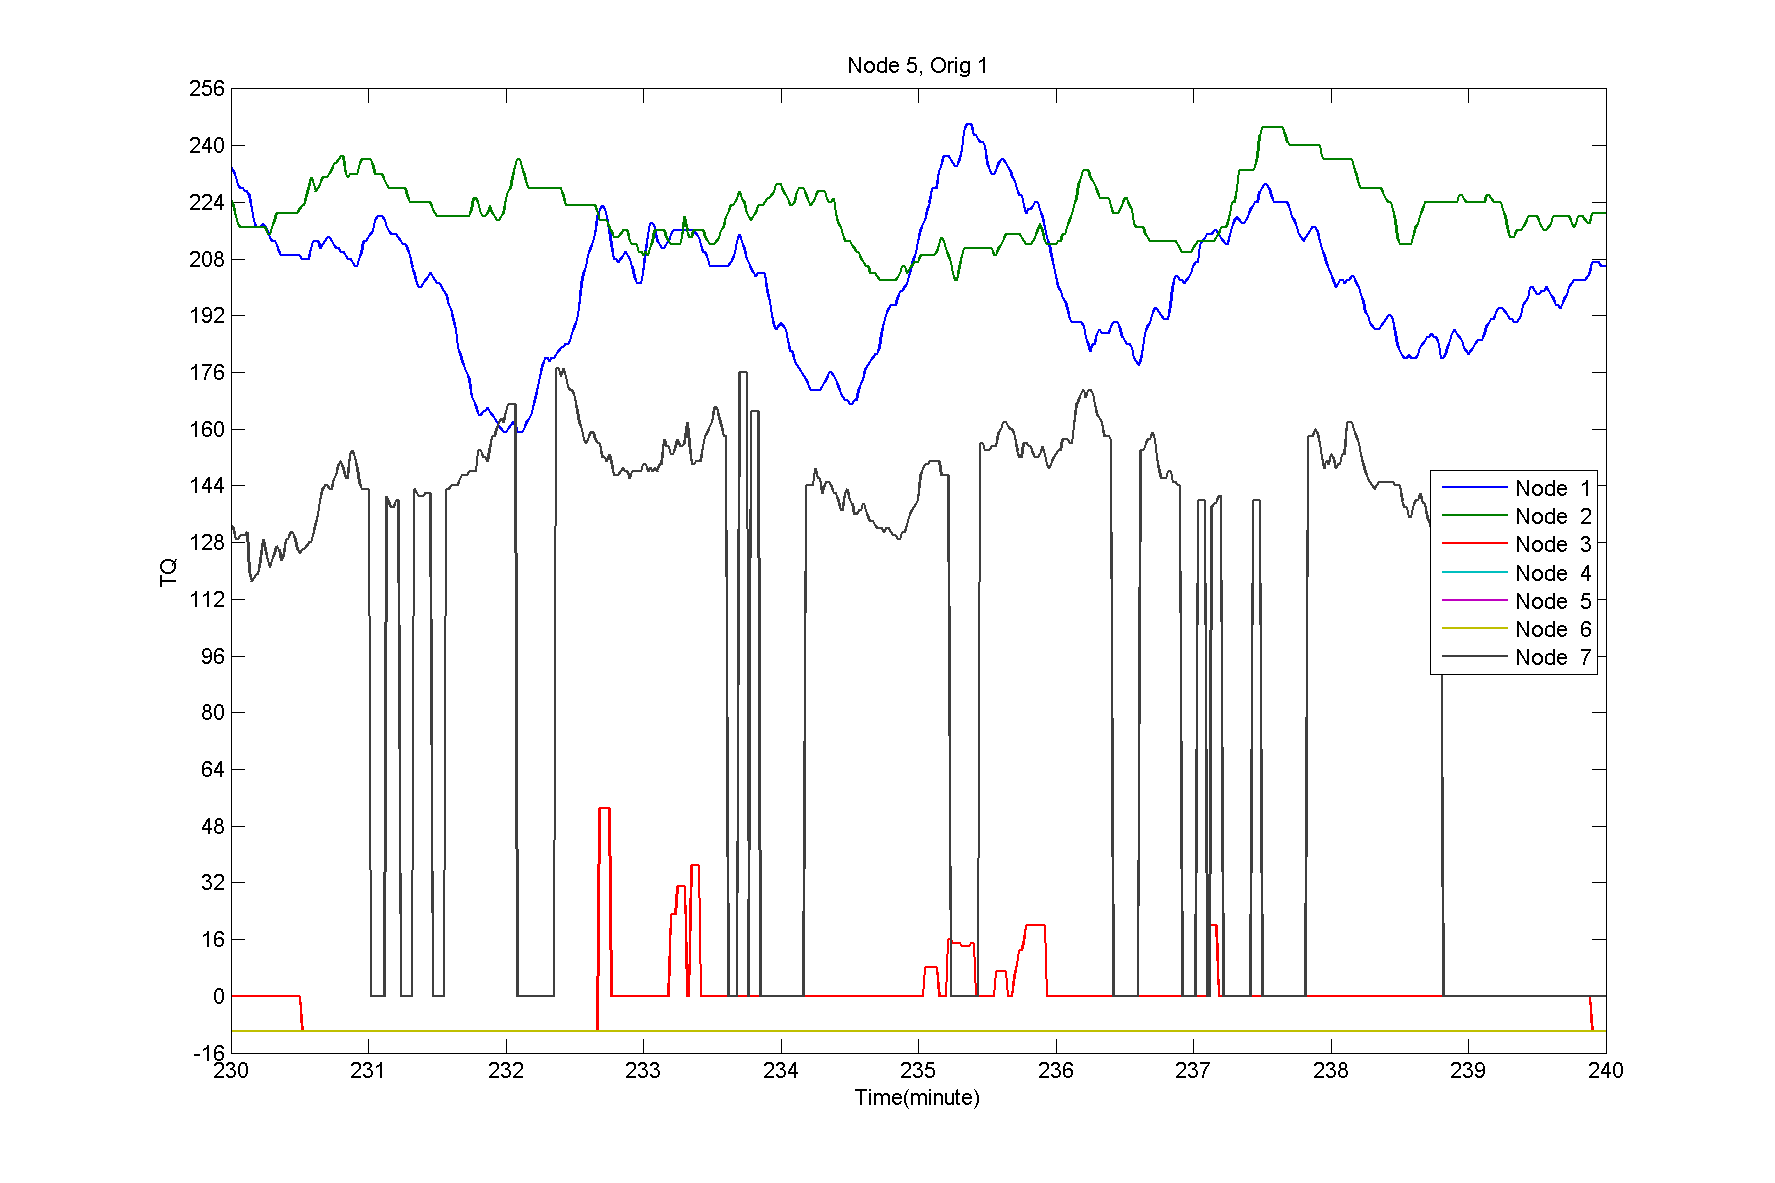 Node 5, Orig 1
256
240
224
208
192
176
160
144
128
112
96
80
64
48
32
16
0
-16
TQ
Node 1
Node 2
Node 3
Node 4
Node 5
Node 6
Node 7
230 231 232 233 234 235 236 237 238 239 240
Time(minute)